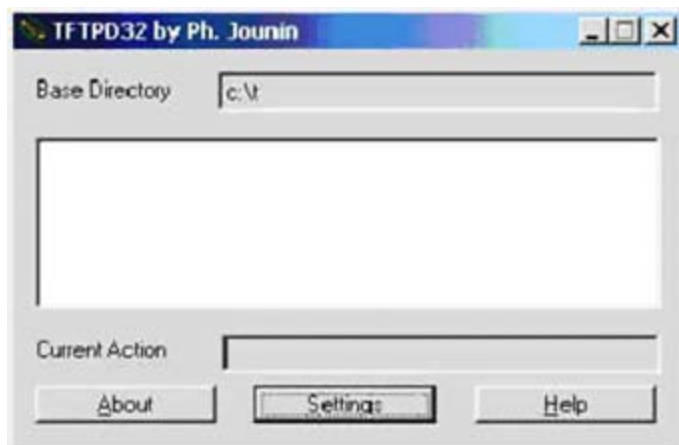 TFTPD32 by Ph. Jounin
Base Directory
c:\t
Current Action
About
Settings
Help